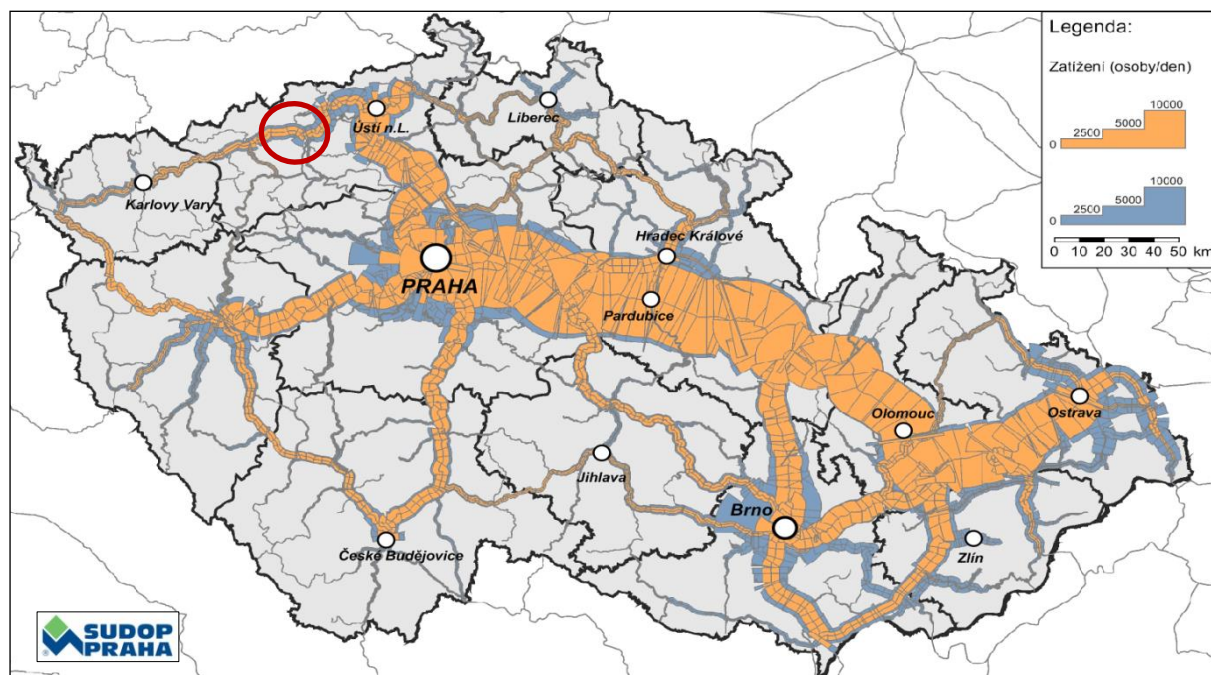 Legenda:
Zatížení (osoby/den)
10000
5000
2500
0
10000
5000
2500
0
0 10 20 30 40 50
km
Ústí n.L.
Liberec
Karlovy Vary
Hradec Králové
PRAHA
Pardubice
Olomouc
Ostrava
Jihlava
Brno
Zlín
České Budějovice
SUDOP
PRAHA